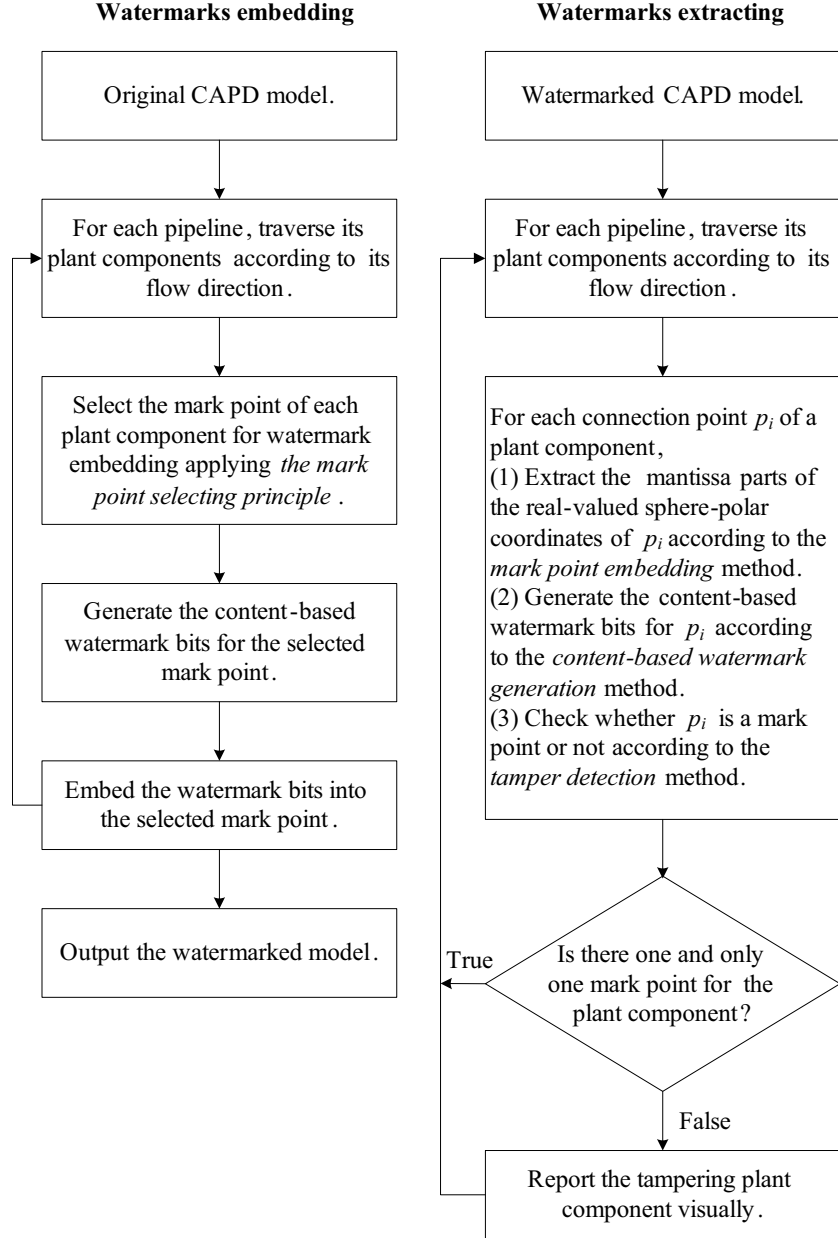 Watermarks embedding
Original CAPD model.
For each pipeline, traverse its
plant components according to its
flow direction.
Select the mark point of each
plant component for watermark
embedding applying the mark
point selecting principle.
Generate the content-based
watermark bits for the selected
mark point.
Embed the watermark bits into
the selected mark point.
Output the watermarked model.
Watermarks extracting
Watermarked CAPD model.
For each pipeline, traverse its
plant components according to its
flow direction.
For each connection point pi of a
plant component,
(1) Extract the mantissa parts of
the real-valued sphere-polar
coordinates of pi according to the
mark point embedding method.
(2) Generate the content-based
watermark bits for pi according
to the content-based watermark
generation method.
(3) Check whether pi is a mark
point or not according to the
tamper detection method.
Is there one and only
one mark point for the
plant component?
True
False
Report the tampering plant
component visually.